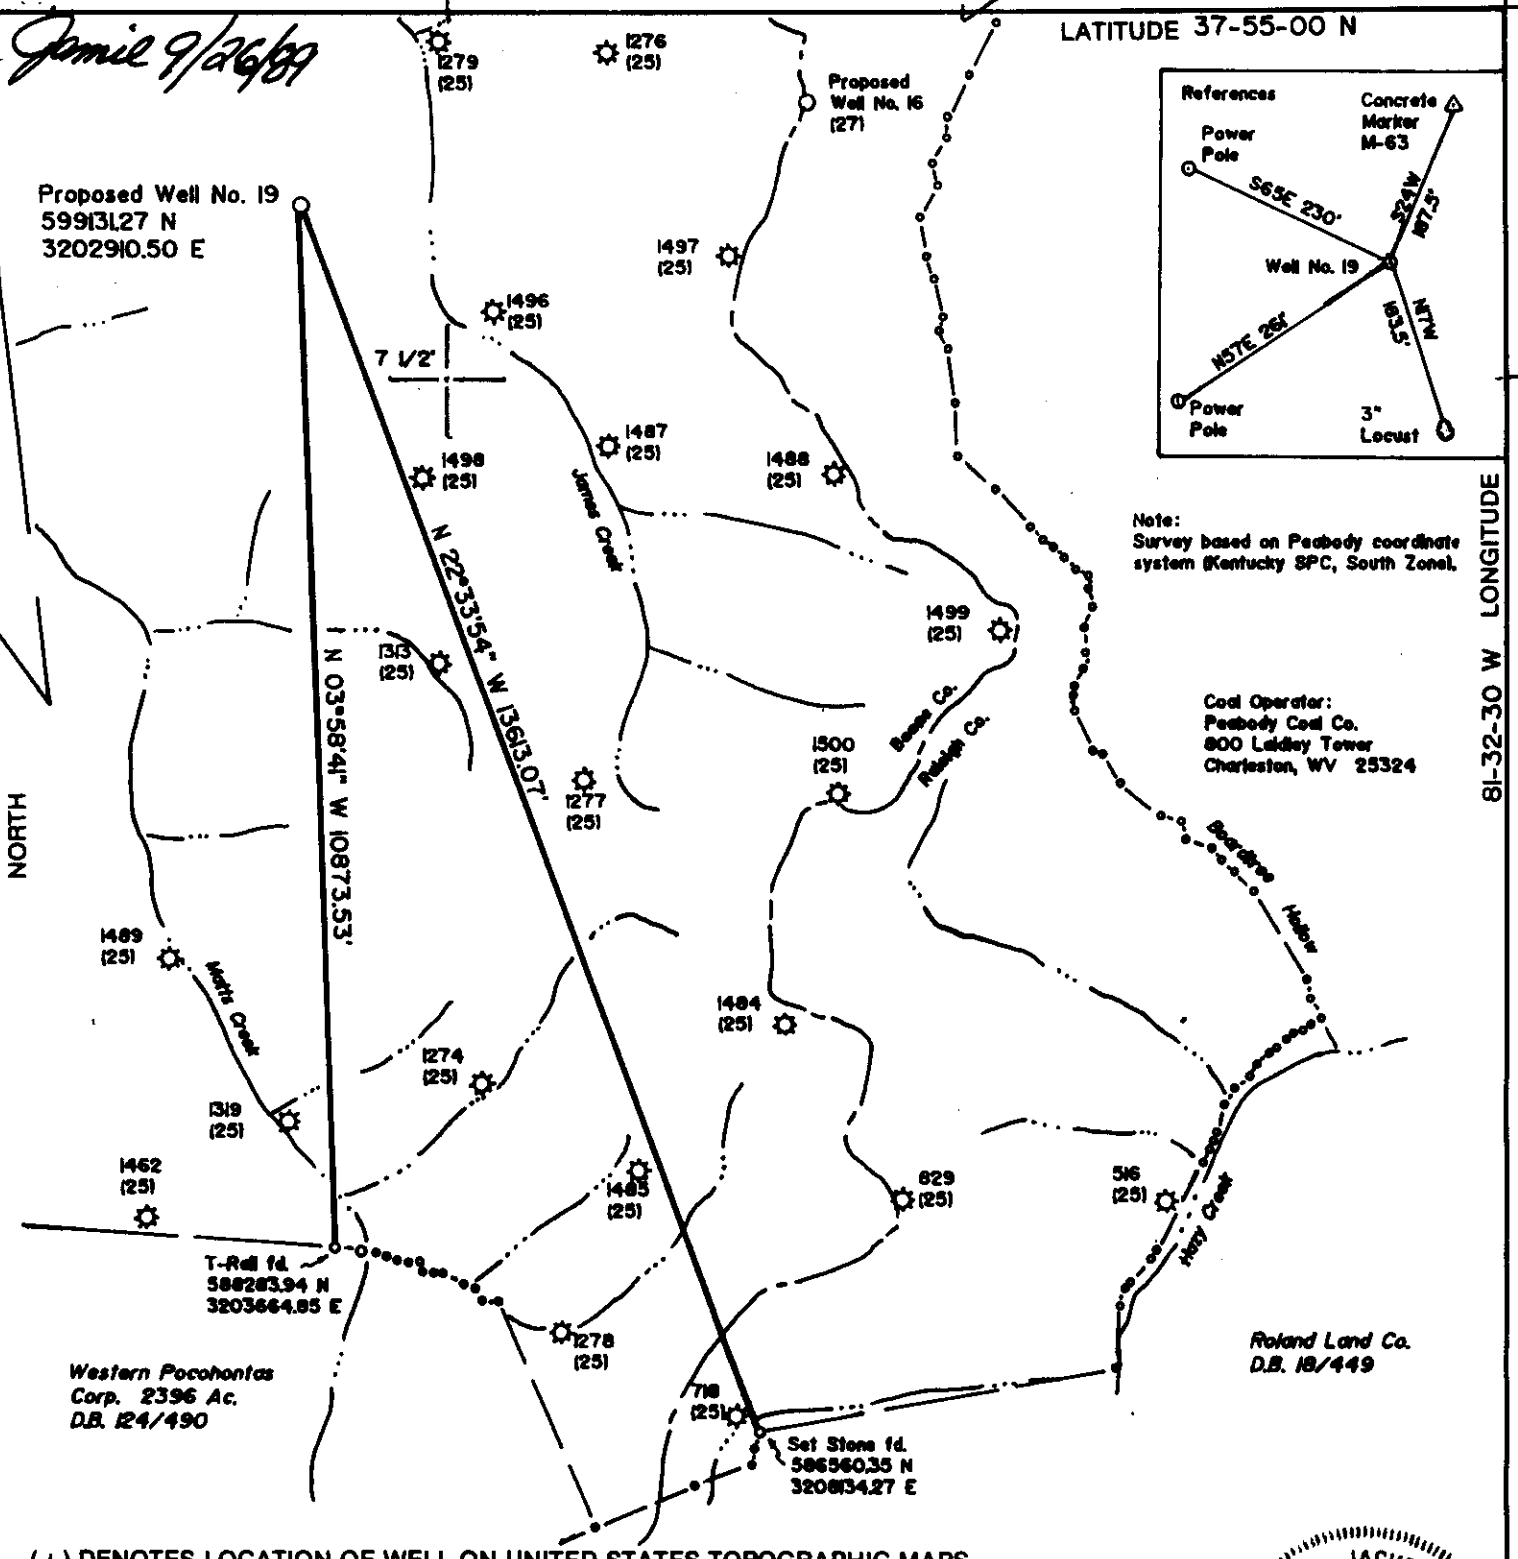 Jamie 9/26/89
LATITUDE 37-55-00 N
1279
(25)
1276
(25)
Proposed
Well No. 16
(27)
References
Concrete
Marker
M-63
Power
Pole
S65E 230'
S24W
187.5'
Well No. 19
N57E 261'
N17W
183.5'
Power
Pole
3"
Locust
Proposed Well No. 19
599131.27 N
3202910.50 E
1497
(25)
1496
(25)
7 1/2"
1487
(25)
1498
(25)
1488
(25)
James Creek
Note:
Survey based on Peabody coordinate
system (Kentucky SPC, South Zone).
81-32-30 W LONGITUDE
N 22°33'54" W 13613.07'
1499
(25)
1313
(25)
N 03°58'41" W 10873.53'
Boone Co.
Raleigh Co.
Coal Operator:
Peabody Coal Co.
800 Laidley Tower
Charleston, WV 25324
1500
(25)
1277
(25)
NORTH
Boardtree Hollow
1489
(25)
Matts Creek
1484
(25)
1274
(25)
1319
(25)
1462
(25)
1485
(25)
829
(25)
516
(25)
Hazy Creek
T-Rail fd.
588283.94 N
3203664.85 E
1278
(25)
Western Pocohontas
Corp. 2396 Ac.
D.B. 124/490
Roland Land Co.
D.B. 18/449
718
(25)
Set Stone fd.
586560.35 N
3208134.27 E
(+) DENOTES LOCATION OF WELL ON UNITED STATES TOPOGRAPHIC MAPS